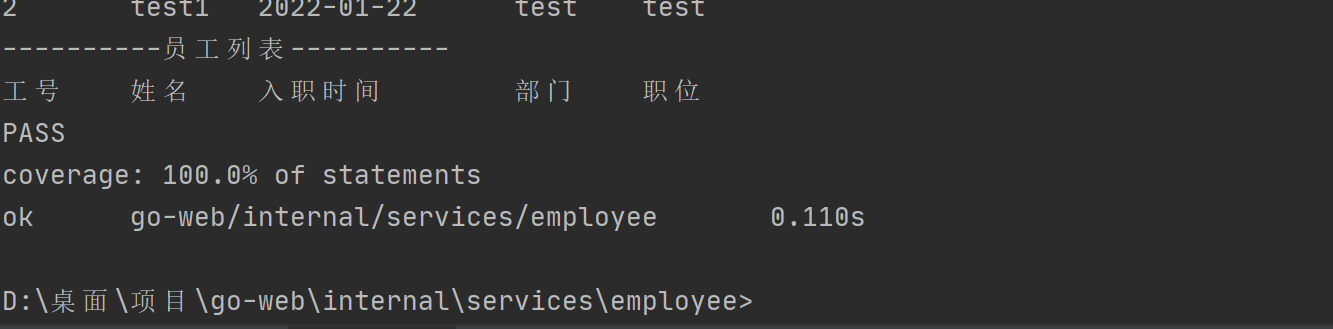 2 test1 2022-01-22 test test
----------员工列表----------
工号 姓名 入职时间 部门 职位
PASS
coverage: 100.0% of statements
ok go-web/internal/services/employee 0.110s
D:\桌面\项目\go-web\internal\services\employee>